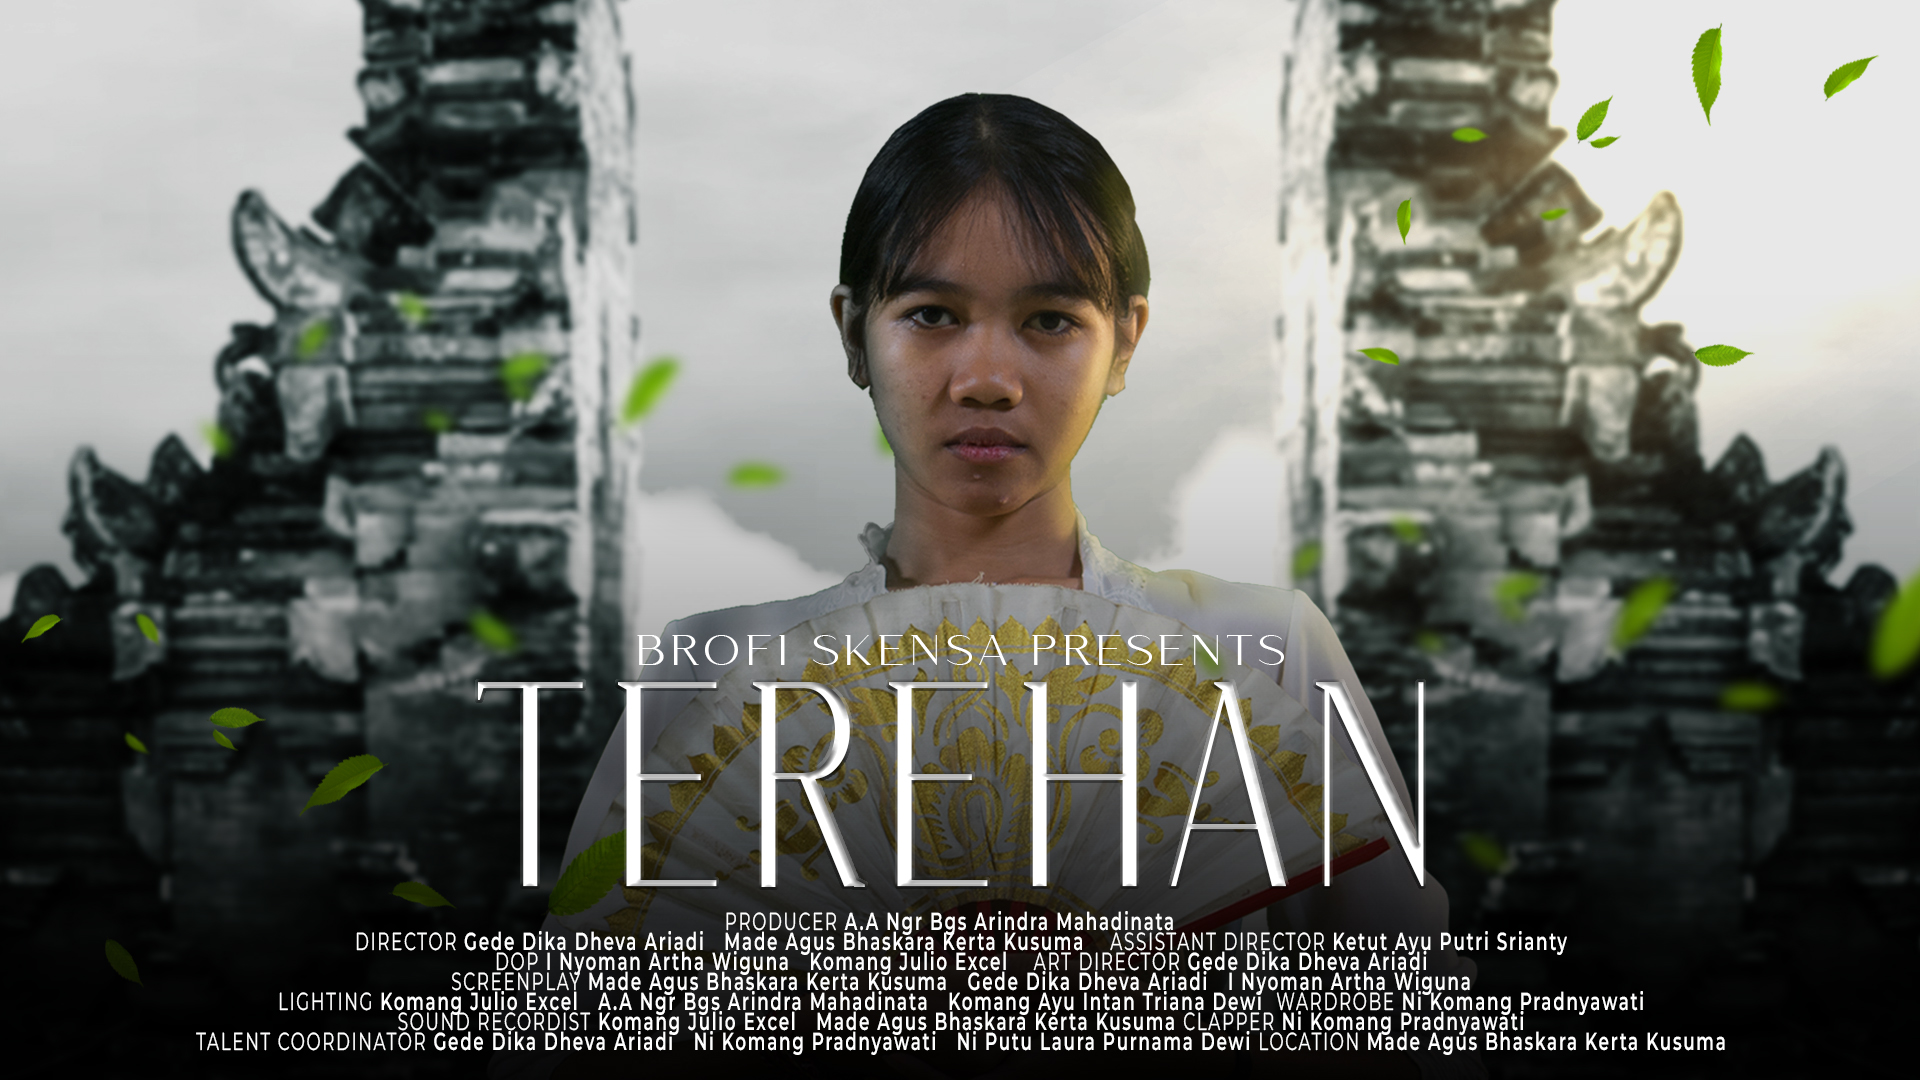 BROFI SKENSA PRESENTS
TEREHAN
PRODUCER A.A Ngr Bgs Arindra Mahadinata
DIRECTOR Gede Dika Dheva Ariadi Made Agus Bhaskara Kerta Kusuma ASSISTANT DIRECTOR Ketut Ayu Putri Srianty
DOP I Nyoman Artha Wiguna Komang Julio Excel ART DIRECTOR Gede Dika Dheva Ariadi
SCREENPLAY Made Agus Bhaskara Kerta Kusuma Gede Dika Dheva Ariadi I Nyoman Artha Wiguna
LIGHTING Komang Julio Excel A.A Ngr Bgs Arindra Mahadinata Komang Ayu Intan Triana Dewi WARDROBE Ni Komang Pradnyawati
SOUND RECORDIST Komang Julio Excel Made Agus Bhaskara Kerta Kusuma CLAPPER Ni Komang Pradnyawati
TALENT COORDINATOR Gede Dika Dheva Ariadi Ni Komang Pradnyawati Ni Putu Laura Purnama Dewi LOCATION Made Agus Bhaskara Kerta Kusuma